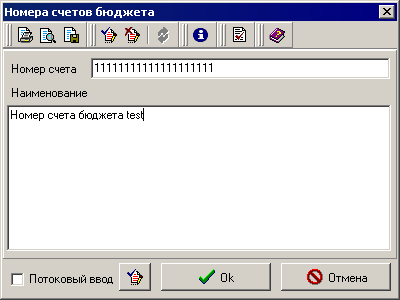 Номера счетов бюджета
Номер счета 11111111111111111111
Наименование
Номер счета бюджета test
Потоковый ввод Ok Отмена